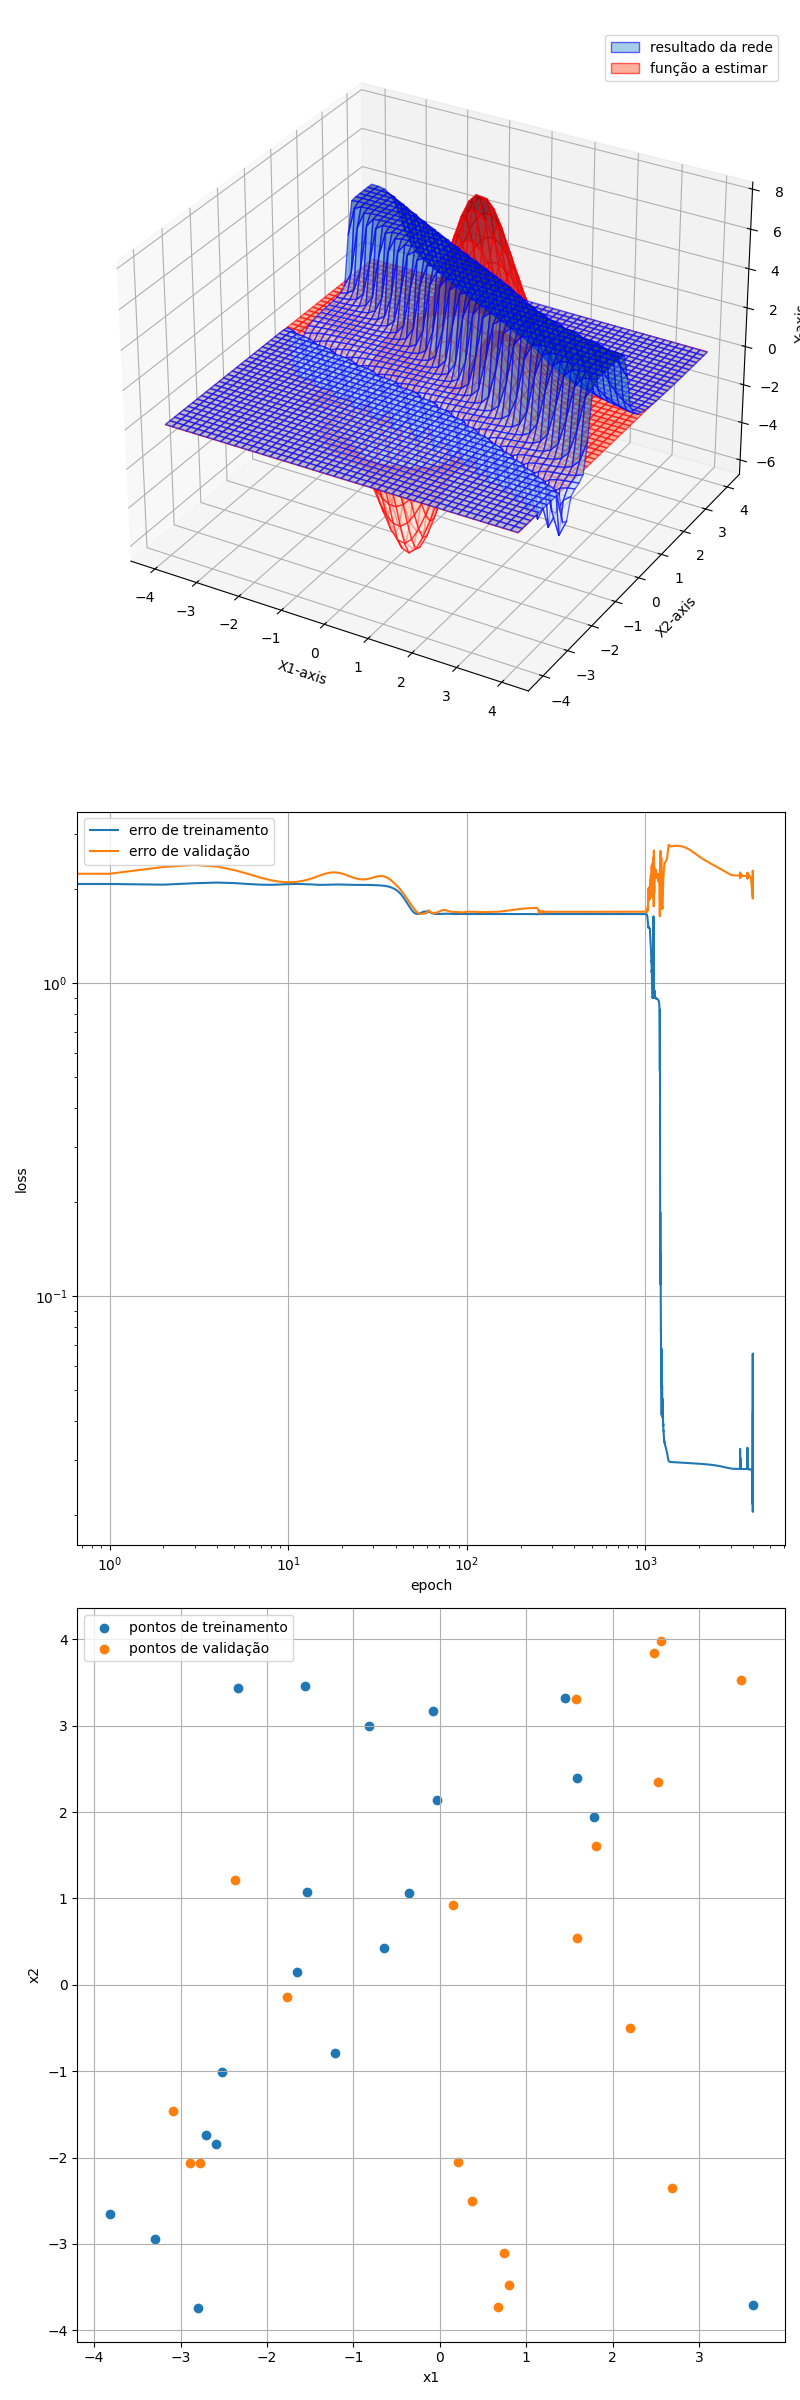 resultado da rede
função a estimar
8
6
4
2
0
−2
−4
−6
4
3
2
1
0
−1
−2
−3
−4
X2-axis
−4
−3
−2
−1
0
1
2
3
4
X1-axis
erro de treinamento
erro de validação
10⁰
10⁻¹
loss
10⁰ 10¹ 10² 10³
epoch
pontos de treinamento
pontos de validação
4
3
2
1
0
−1
−2
−3
−4
x2
−4 −3 −2 −1 0 1 2 3
x1